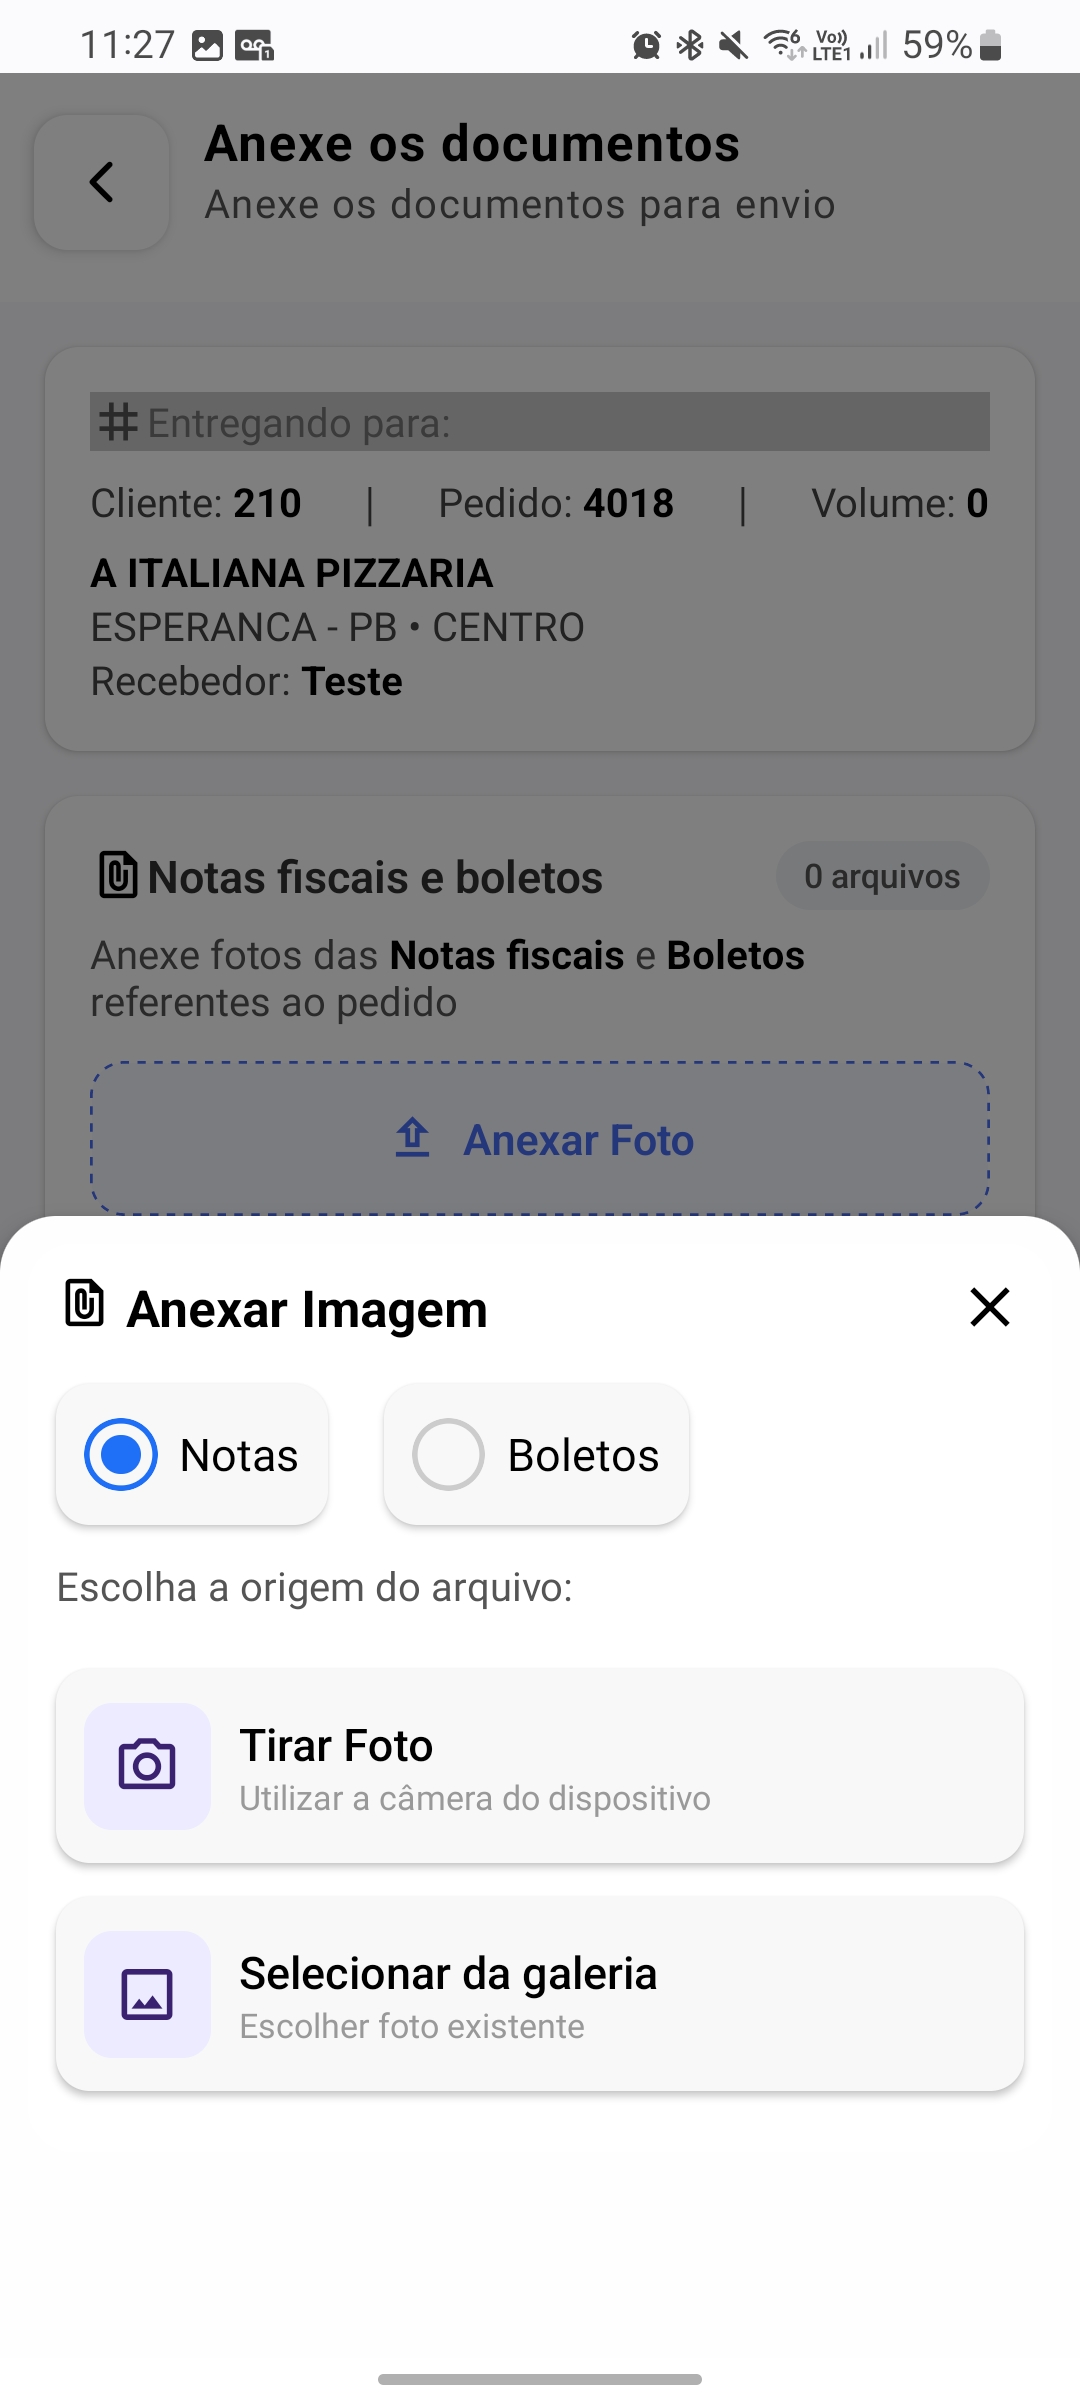 11:27
6 Vo)) LTE1 59%
Anexe os documentos
Anexe os documentos para envio
Entregando para:
Cliente: 210 | Pedido: 4018 | Volume: 0
A ITALIANA PIZZARIA
ESPERANCA - PB • CENTRO
Recebedor: Teste
Notas fiscais e boletos 0 arquivos
Anexe fotos das Notas fiscais e Boletos
referentes ao pedido
Anexar Foto
Anexar Imagem
Notas Boletos
Escolha a origem do arquivo:
Tirar Foto
Utilizar a câmera do dispositivo
Selecionar da galeria
Escolher foto existente